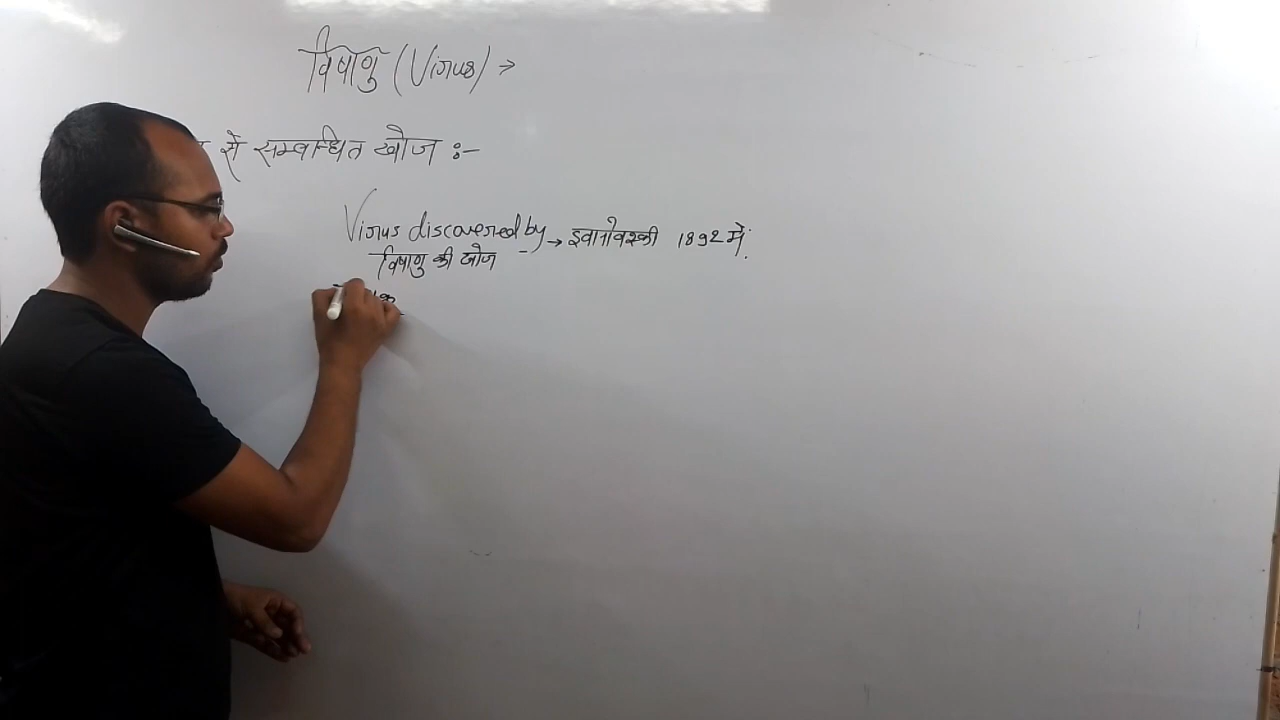 विषाणु (Virus) →
से सम्बन्धित खोज :-
Virus discovered by → इवानोवस्की 1892 में.
विषाणु की खोज -